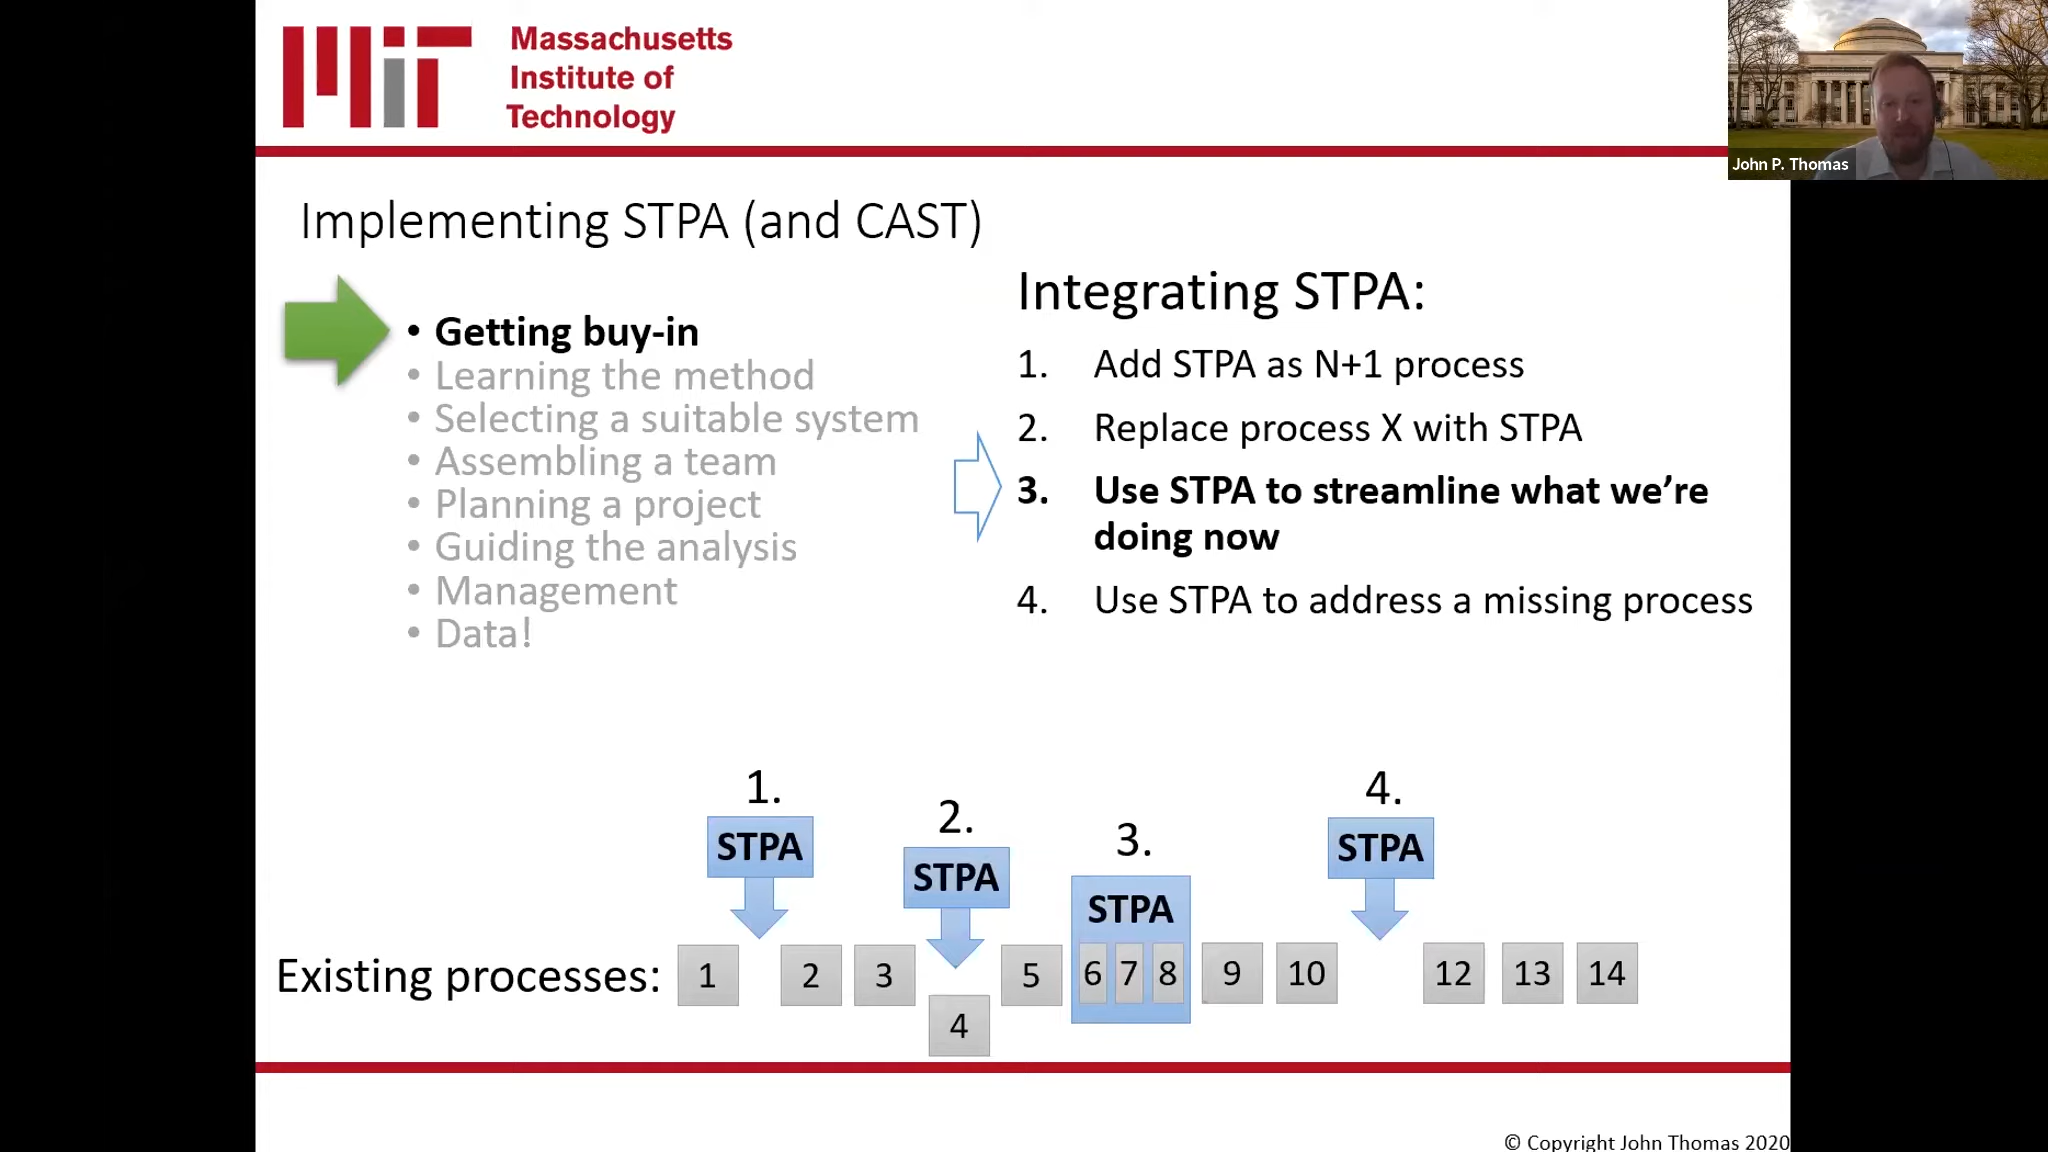 MiT
Massachusetts
Institute of
Technology
John P. Thomas
Implementing STPA (and CAST)
• Getting buy-in
• Learning the method
• Selecting a suitable system
• Assembling a team
• Planning a project
• Guiding the analysis
• Management
• Data!
Integrating STPA:
1. Add STPA as N+1 process
2. Replace process X with STPA
3. Use STPA to streamline what we’re
doing now
4. Use STPA to address a missing process
1.
2.
3.
4.
STPA
STPA
STPA
STPA
Existing processes: 1 2 3 4 5 6 7 8 9 10 12 13 14
© Copyright John Thomas 2020